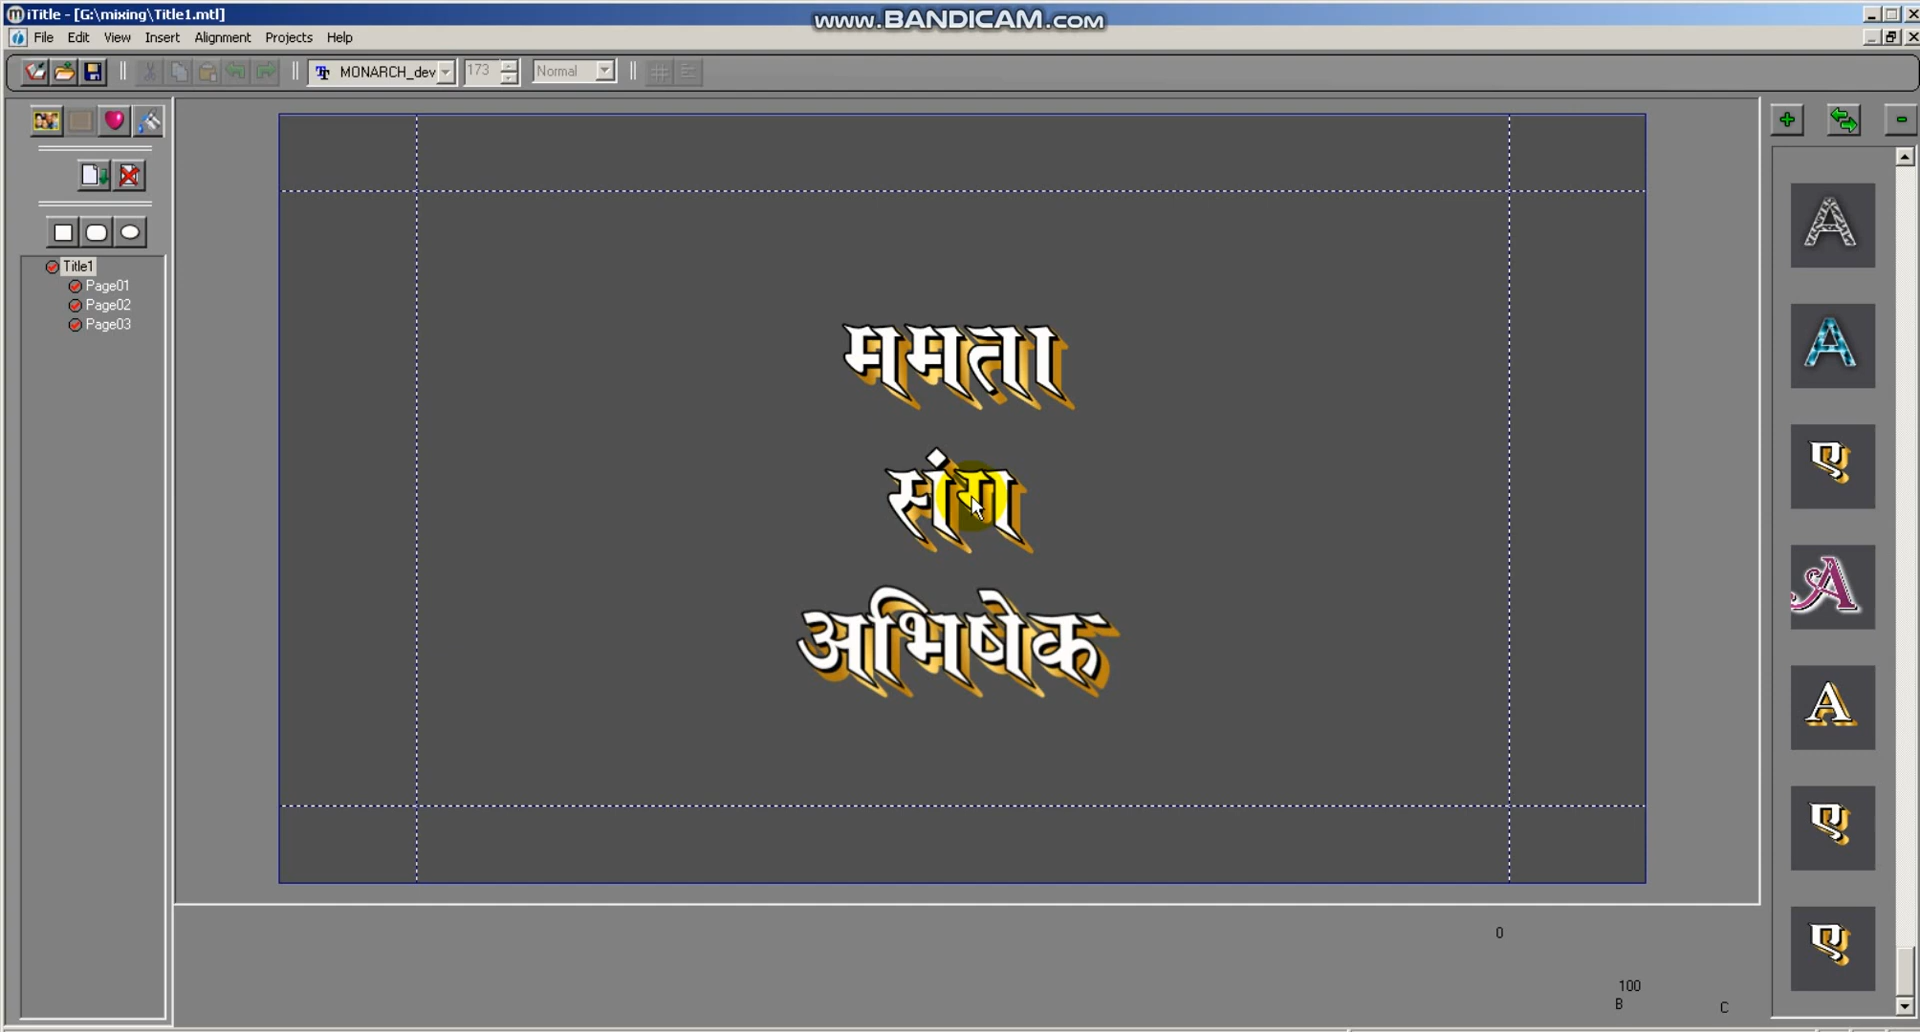 iTitle - [G:\mixing\Title1.mtl]
www.BANDICAM.com
File Edit View Insert Alignment Projects Help
MONARCH_dev 173 Normal
Title1
Page01
Page02
Page03
ममता
संग
अभिषेक
A
A
ए
A
A
ए
ए
0
100
B
C